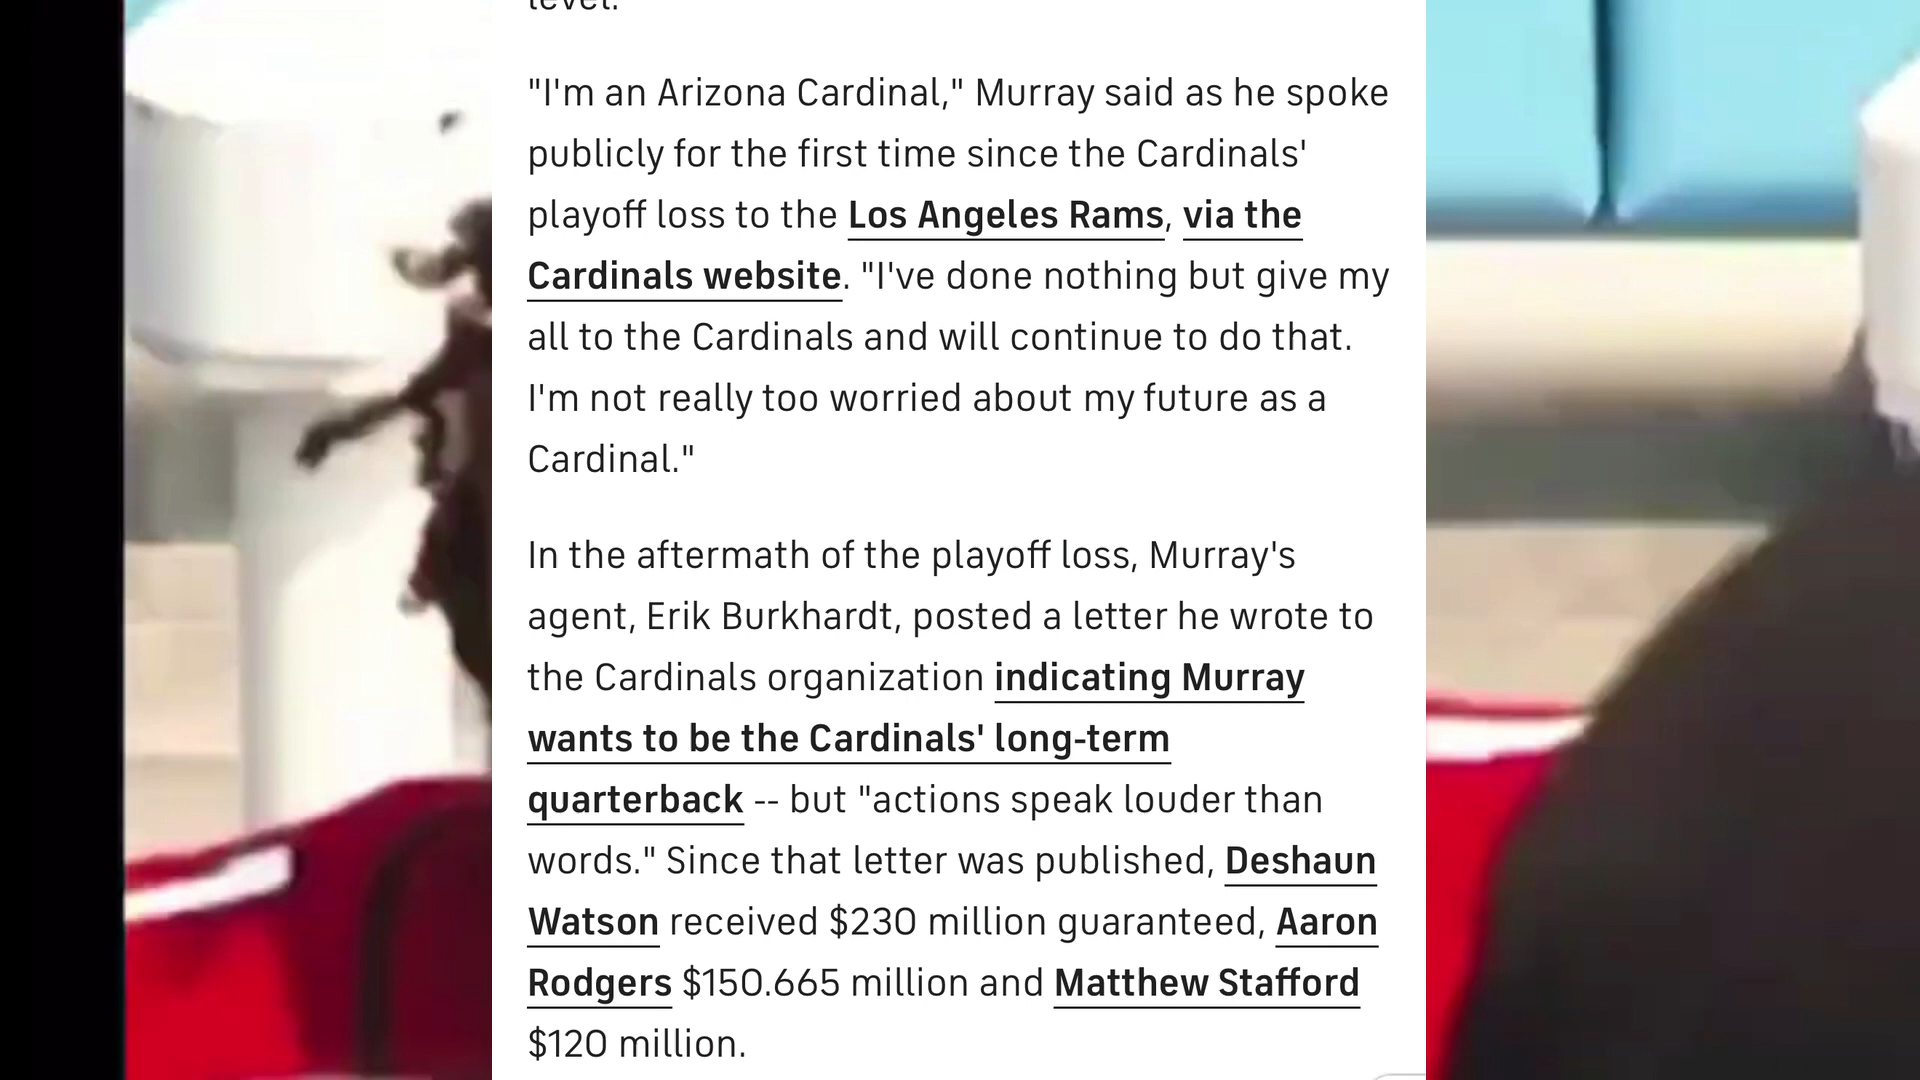 level.
"I'm an Arizona Cardinal," Murray said as he spoke
publicly for the first time since the Cardinals'
playoff loss to the Los Angeles Rams, via the
Cardinals website. "I've done nothing but give my
all to the Cardinals and will continue to do that.
I'm not really too worried about my future as a
Cardinal."
In the aftermath of the playoff loss, Murray's
agent, Erik Burkhardt, posted a letter he wrote to
the Cardinals organization indicating Murray
wants to be the Cardinals' long-term
quarterback -- but "actions speak louder than
words." Since that letter was published, Deshaun
Watson received $230 million guaranteed, Aaron
Rodgers $150.665 million and Matthew Stafford
$120 million.